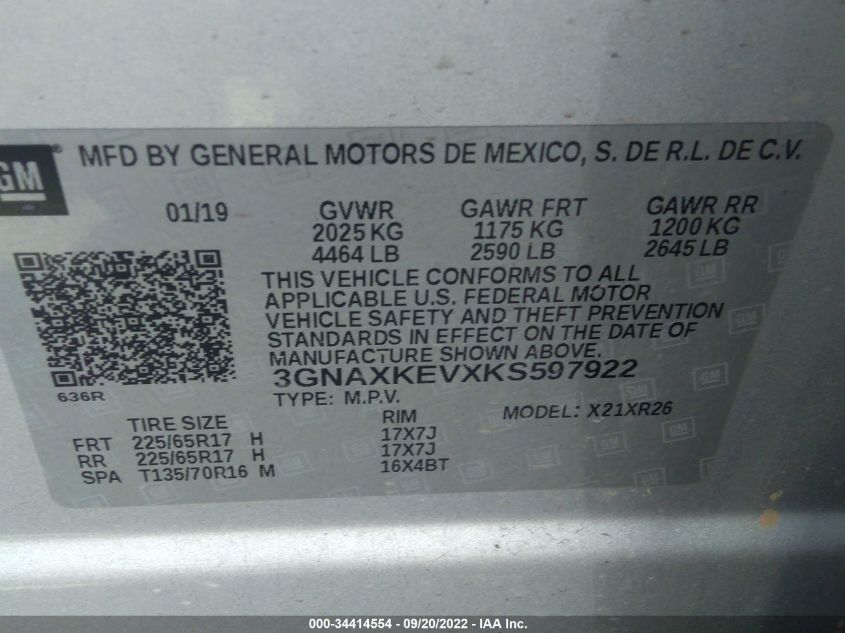 GM
MFD BY GENERAL MOTORS DE MEXICO, S. DE R.L. DE C.V.
01/19 GVWR GAWR FRT GAWR RR
2025 KG 1175 KG 1200 KG
4464 LB 2590 LB 2645 LB
THIS VEHICLE CONFORMS TO ALL
APPLICABLE U.S. FEDERAL MOTOR
VEHICLE SAFETY AND THEFT PREVENTION
STANDARDS IN EFFECT ON THE DATE OF
MANUFACTURE SHOWN ABOVE.
3GNAXKEVXKS597922
636R
TYPE: M.P.V. MODEL: X21XR26
TIRE SIZE RIM
FRT 225/65R17 H 17X7J
RR 225/65R17 H 17X7J
SPA T135/70R16 M 16X4BT
000-34414554 / 09/20/2022 - IAA Inc.